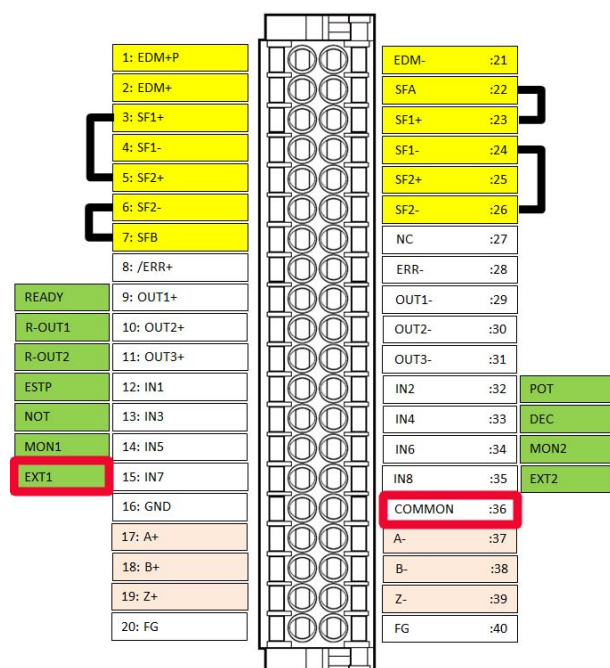 1: EDM+P EDM- :21
2: EDM+ SFA :22
3: SF1+ SF1+ :23
4: SF1- SF1- :24
5: SF2+ SF2+ :25
6: SF2- SF2- :26
7: SFB NC :27
8: /ERR+ ERR- :28
READY 9: OUT1+ OUT1- :29
R-OUT1 10: OUT2+ OUT2- :30
R-OUT2 11: OUT3+ OUT3- :31
ESTP 12: IN1 IN2 :32 POT
NOT 13: IN3 IN4 :33 DEC
MON1 14: IN5 IN6 :34 MON2
EXT1 15: IN7 IN8 :35 EXT2
16: GND COMMON :36
17: A+ A- :37
18: B+ B- :38
19: Z+ Z- :39
20: FG FG :40